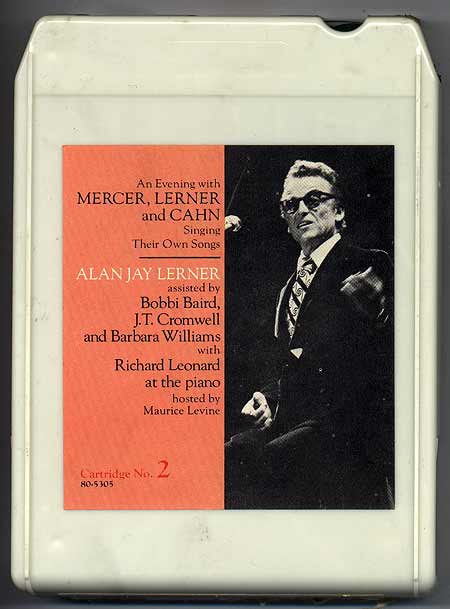 An Evening with
MERCER, LERNER
and CAHN
Singing
Their Own Songs
ALAN JAY LERNER
assisted by
Bobbi Baird,
J.T. Cromwell
and Barbara Williams
with
Richard Leonard
at the piano
hosted by
Maurice Levine
Cartridge No. 2
80-5305